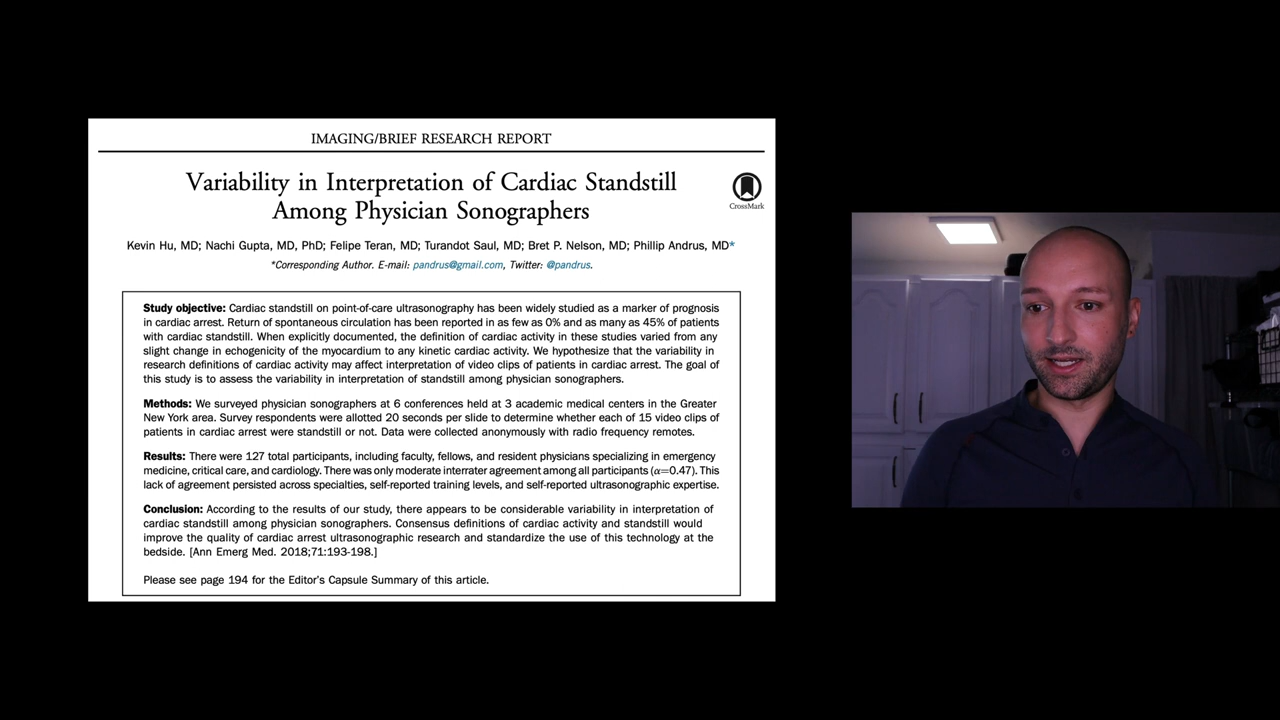 IMAGING/BRIEF RESEARCH REPORT
Variability in Interpretation of Cardiac Standstill
Among Physician Sonographers
CrossMark
Kevin Hu, MD; Nachi Gupta, MD, PhD; Felipe Teran, MD; Turandot Saul, MD; Bret P. Nelson, MD; Phillip Andrus, MD*
*Corresponding Author. E-mail: pandrus@gmail.com, Twitter: @pandrus.
Study objective: Cardiac standstill on point-of-care ultrasonography has been widely studied as a marker of prognosis
in cardiac arrest. Return of spontaneous circulation has been reported in as few as 0% and as many as 45% of patients
with cardiac standstill. When explicitly documented, the definition of cardiac activity in these studies varied from any
slight change in echogenicity of the myocardium to any kinetic cardiac activity. We hypothesize that the variability in
research definitions of cardiac activity may affect interpretation of video clips of patients in cardiac arrest. The goal of
this study is to assess the variability in interpretation of standstill among physician sonographers.
Methods: We surveyed physician sonographers at 6 conferences held at 3 academic medical centers in the Greater
New York area. Survey respondents were allotted 20 seconds per slide to determine whether each of 15 video clips of
patients in cardiac arrest were standstill or not. Data were collected anonymously with radio frequency remotes.
Results: There were 127 total participants, including faculty, fellows, and resident physicians specializing in emergency
medicine, critical care, and cardiology. There was only moderate interrater agreement among all participants (α=0.47). This
lack of agreement persisted across specialties, self-reported training levels, and self-reported ultrasonographic expertise.
Conclusion: According to the results of our study, there appears to be considerable variability in interpretation of
cardiac standstill among physician sonographers. Consensus definitions of cardiac activity and standstill would
improve the quality of cardiac arrest ultrasonographic research and standardize the use of this technology at the
bedside. [Ann Emerg Med. 2018;71:193-198.]
Please see page 194 for the Editor's Capsule Summary of this article.